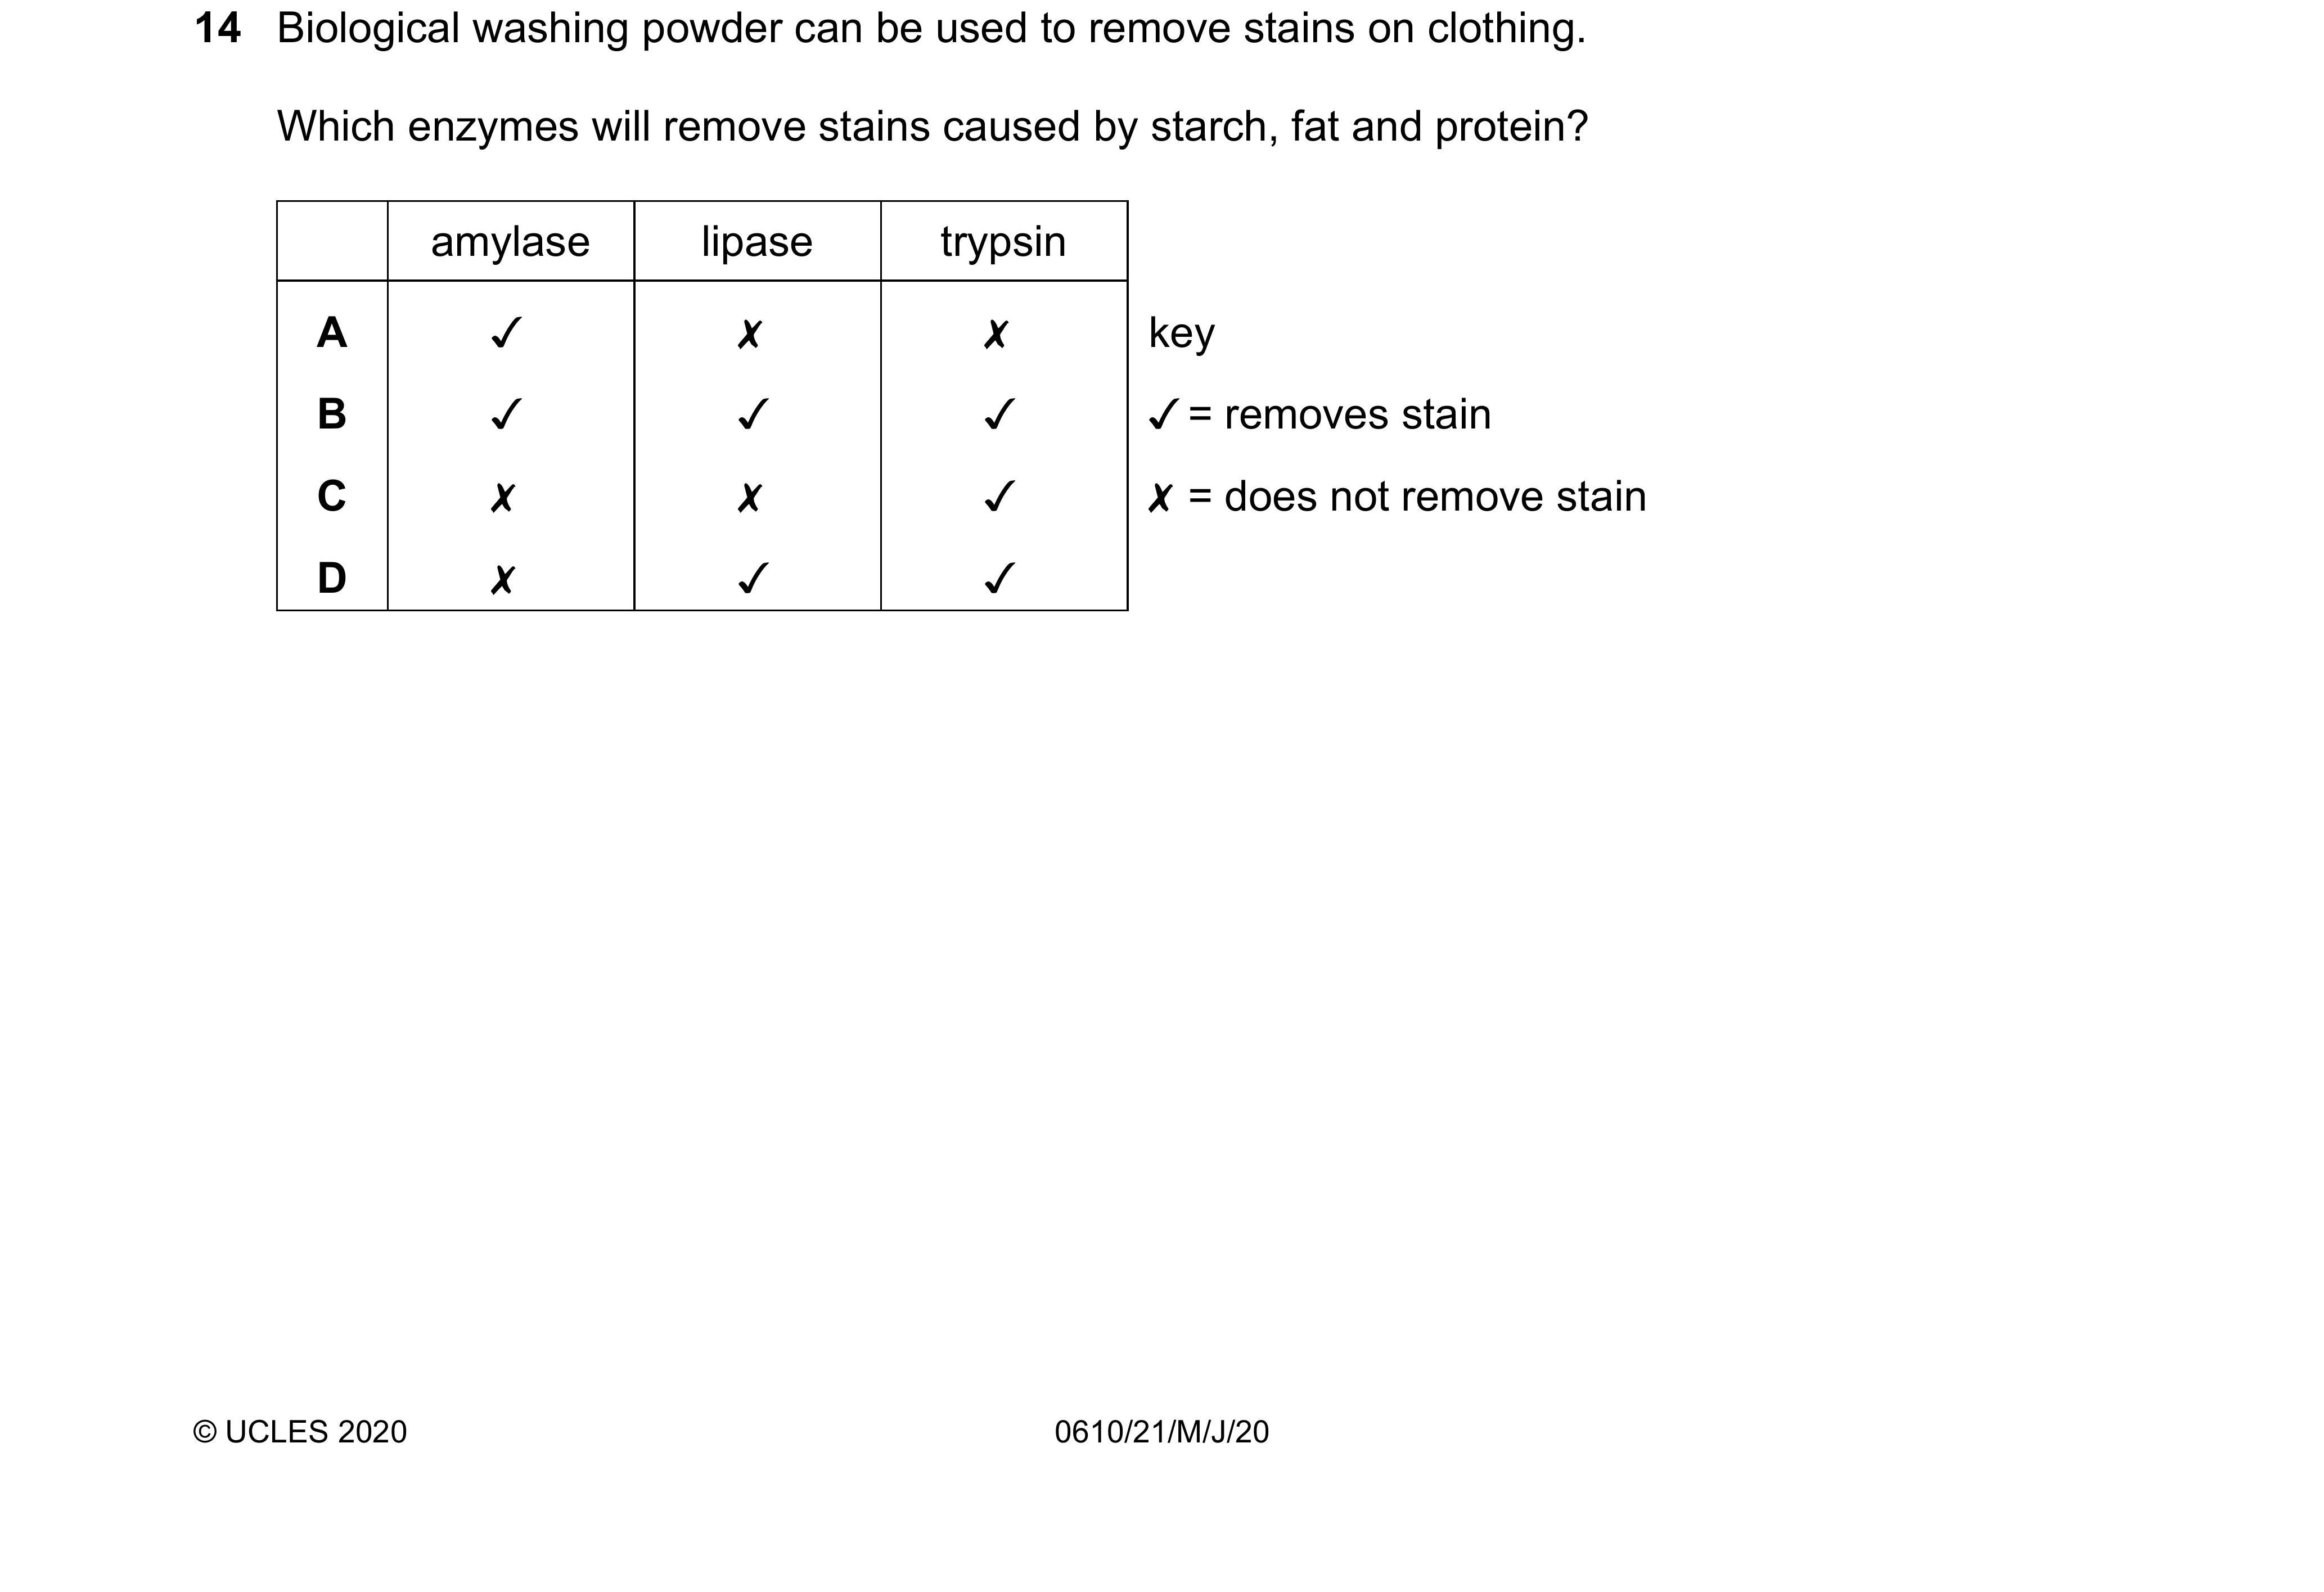 14 Biological washing powder can be used to remove stains on clothing.
Which enzymes will remove stains caused by starch, fat and protein?
amylase lipase trypsin
A ✓ ✗ ✗ key
B ✓ ✓ ✓ ✓ = removes stain
C ✗ ✗ ✓ ✗ = does not remove stain
D ✗ ✓ ✓
© UCLES 2020 0610/21/M/J/20